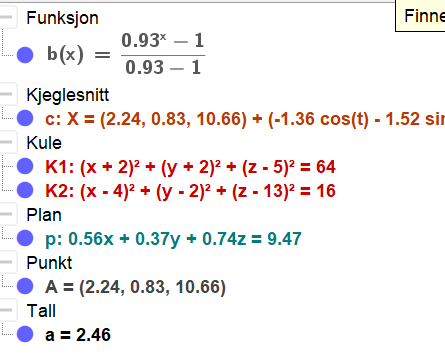 Funksjon
Finne
b(x) = (0.93ˣ − 1) / (0.93 − 1)
Kjeglesnitt
c: X = (2.24, 0.83, 10.66) + (-1.36 cos(t) - 1.52 sin
Kule
K1: (x + 2)² + (y + 2)² + (z - 5)² = 64
K2: (x - 4)² + (y - 2)² + (z - 13)² = 16
Plan
p: 0.56x + 0.37y + 0.74z = 9.47
Punkt
A = (2.24, 0.83, 10.66)
Tall
a = 2.46